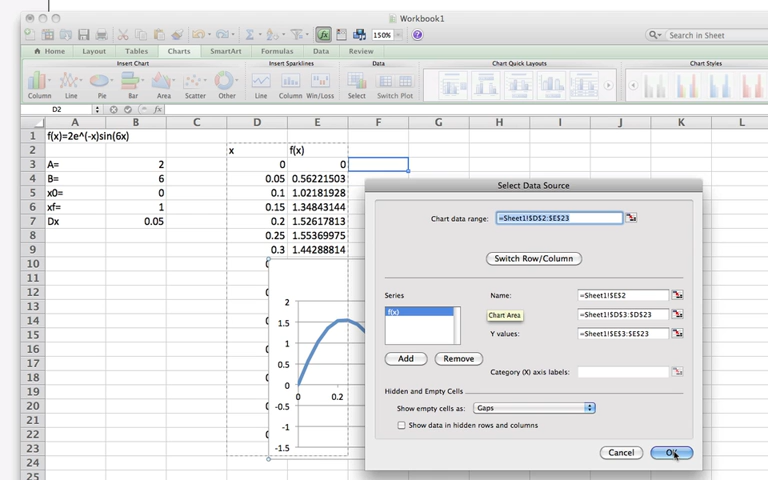 Workbook1
150%
Search in Sheet
Home Layout Tables Charts SmartArt Formulas Data Review
Insert Chart Insert Sparklines Data Chart Quick Layouts Chart Styles
Column Line Pie Bar Area Scatter Other Line Column Win/Loss Select Switch Plot
D2 fx
A B C D E F G H I J K L
1 f(x)=2e^(-x)sin(6x)
2 x f(x)
3 A= 2 0 0
4 B= 6 0.05 0.56221503
5 x0= 0 0.1 1.02181928
6 xf= 1 0.15 1.34843144
7 Dx 0.05 0.2 1.52617813
8 0.25 1.55369975
9 0.3 1.44288814
10
11
12
13
14
15
16
17
18
19
20
21
22
23
24
25
2
1.5
1
0.5
0
0 0.2
-0.5
-1
-1.5
Select Data Source
Chart data range: =Sheet1!$D$2:$E$23
Switch Row/Column
Series
f(x)
Add Remove
Name: =Sheet1!$E$2
Chart Area =Sheet1!$D$3:$D$23
Y values: =Sheet1!$E$3:$E$23
Category (X) axis labels:
Hidden and Empty Cells
Show empty cells as: Gaps
Show data in hidden rows and columns
Cancel OK